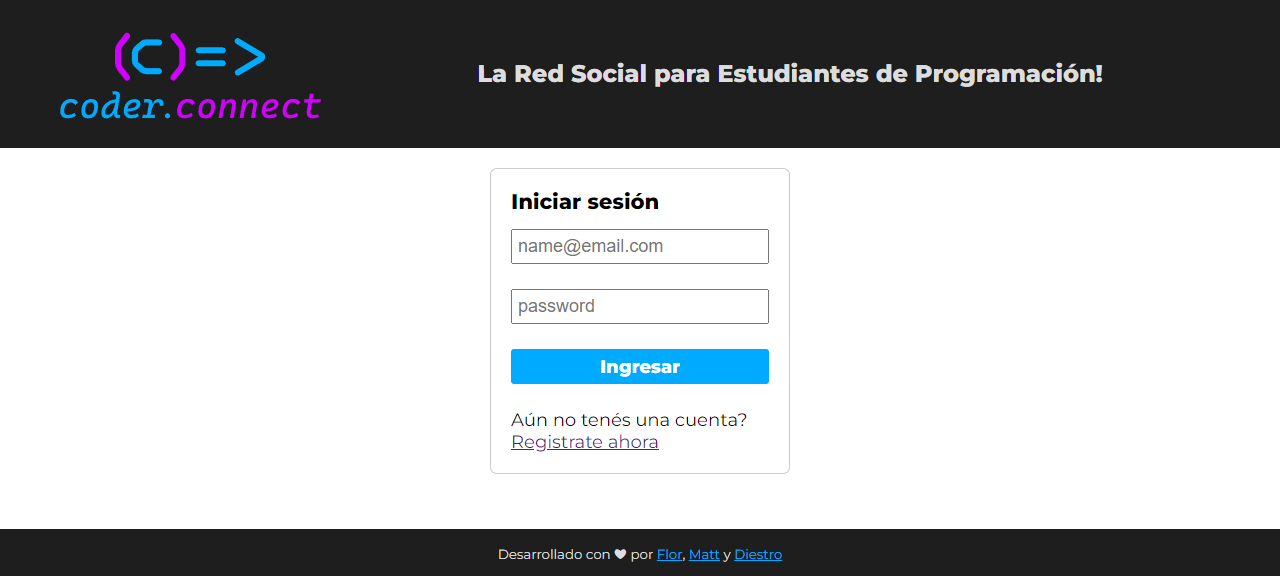 (C)=>
coder.connect
La Red Social para Estudiantes de Programación!
Iniciar sesión
name@email.com
password
Ingresar
Aún no tenés una cuenta?
Registrate ahora
Desarrollado con ♥ por Flor, Matt y Diestro